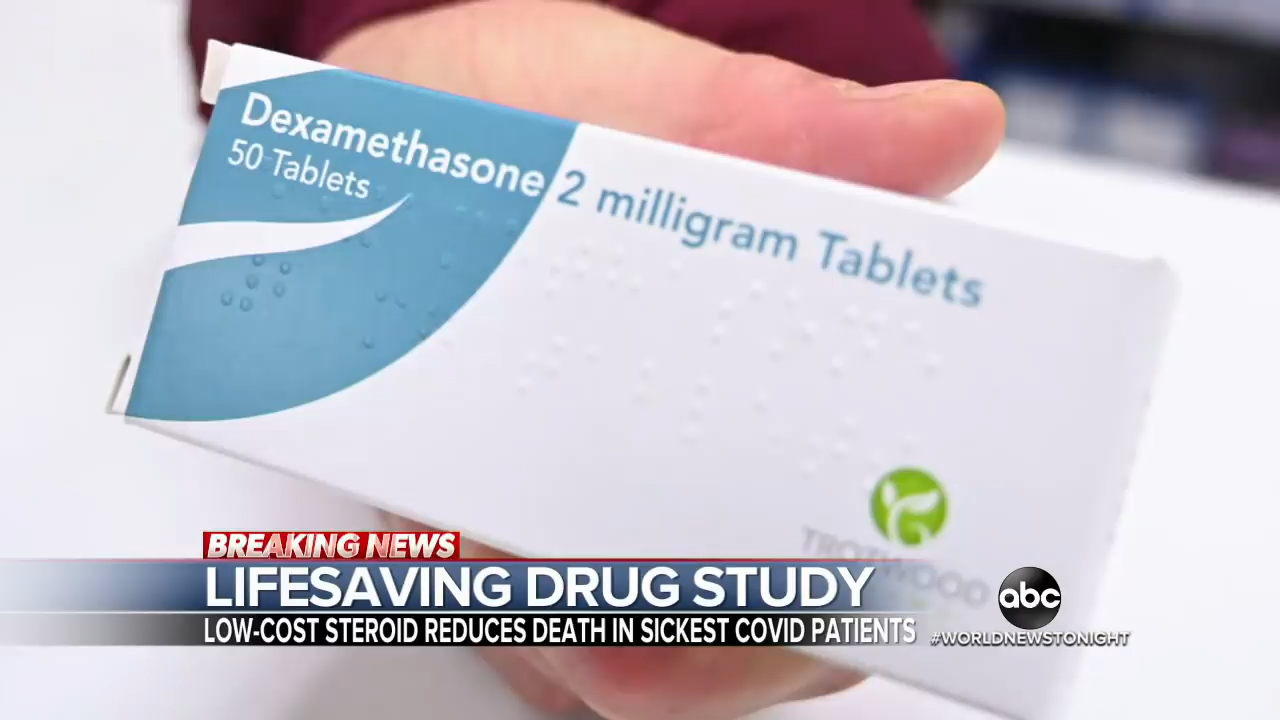 Dexamethasone 2 milligram Tablets
50 Tablets
TROTWOOD
BREAKING NEWS
LIFESAVING DRUG STUDY
LOW-COST STEROID REDUCES DEATH IN SICKEST COVID PATIENTS
abc
#WORLDNEWSTONIGHT